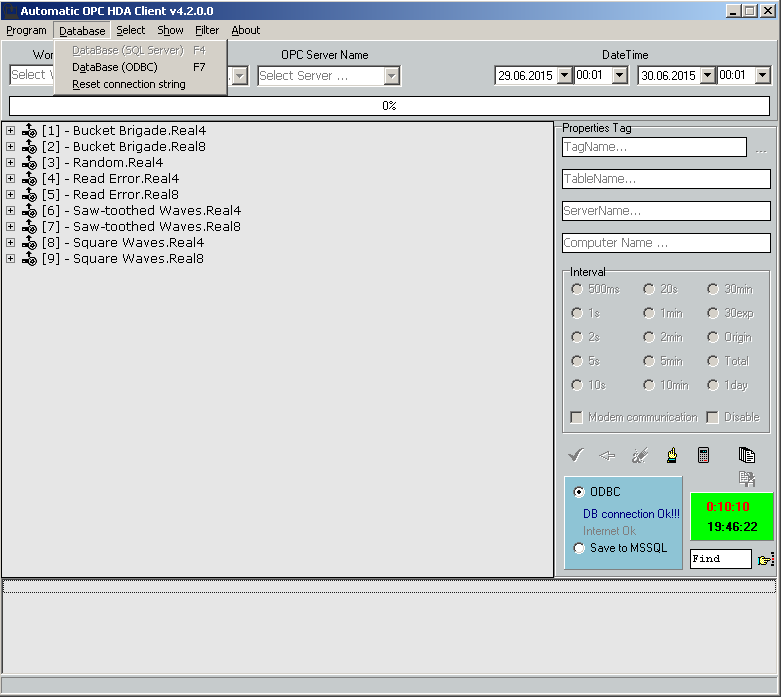 Automatic OPC HDA Client v4.2.0.0
Program Database Select Show Filter About
DataBase (SQL Server) F4
DataBase (ODBC) F7
Reset connection string
OPC Server Name
DateTime
Select Server ...
29.06.2015 00:01 30.06.2015 00:01
0%
[1] - Bucket Brigade.Real4
[2] - Bucket Brigade.Real8
[3] - Random.Real4
[4] - Read Error.Real4
[5] - Read Error.Real8
[6] - Saw-toothed Waves.Real4
[7] - Saw-toothed Waves.Real8
[8] - Square Waves.Real4
[9] - Square Waves.Real8
Properties Tag
TagName... ...
TableName...
ServerName...
Computer Name ...
Interval
500ms 20s 30min
1s 1min 30exp
2s 2min Origin
5s 5min Total
10s 10min 1day
Modem communication Disable
ODBC
DB connection Ok!!!
Internet Ok
Save to MSSQL
0:10:10
19:46:22
Find